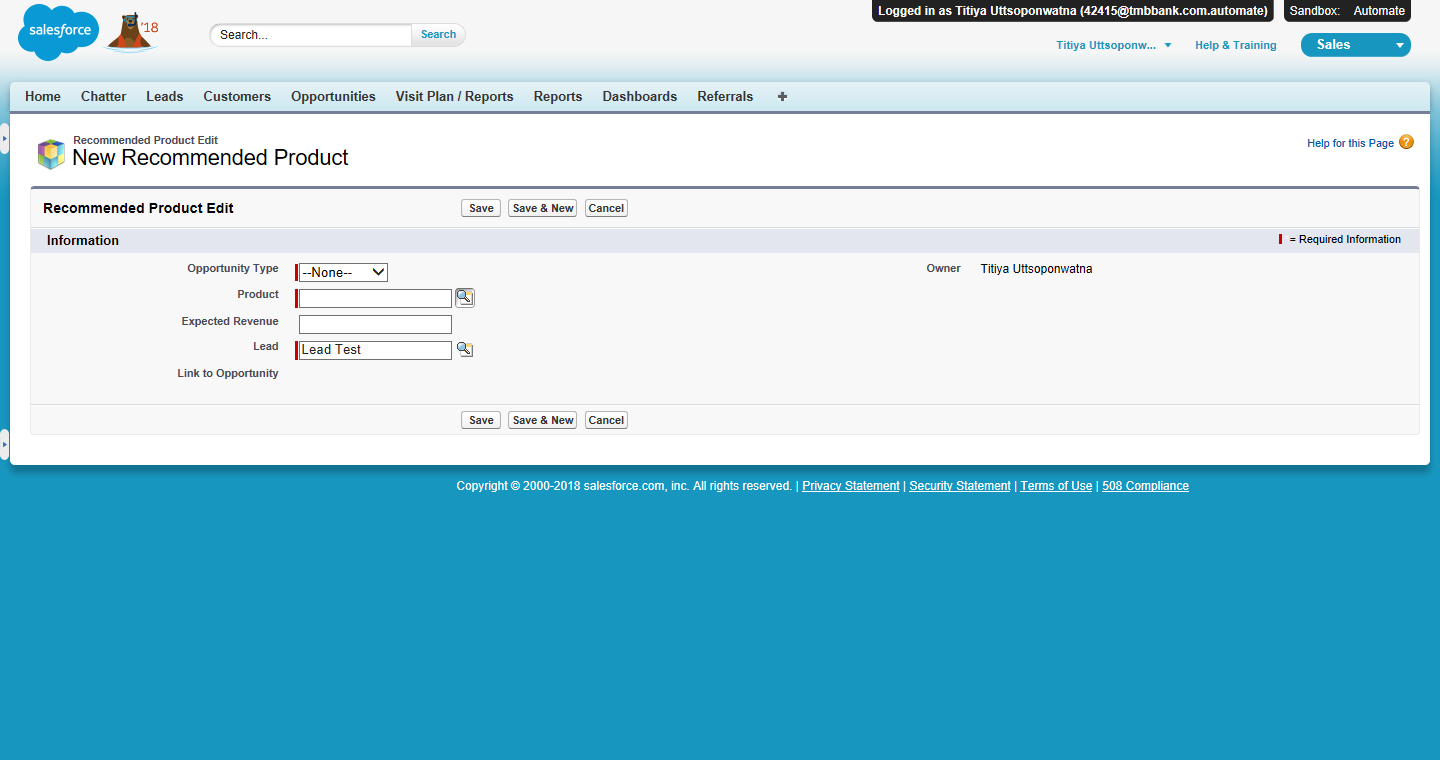 Logged in as Titiya Uttsoponwatna (42415@tmbbank.com.automate) Sandbox: Automate
salesforce '18 Search... Search
Titiya Uttsoponw... Help & Training Sales
Home Chatter Leads Customers Opportunities Visit Plan / Reports Reports Dashboards Referrals +
Recommended Product Edit
New Recommended Product
Help for this Page ?
Recommended Product Edit Save Save & New Cancel
Information = Required Information
Opportunity Type --None-- Owner Titiya Uttsoponwatna
Product
Expected Revenue
Lead Lead Test
Link to Opportunity
Save Save & New Cancel
Copyright © 2000-2018 salesforce.com, inc. All rights reserved. | Privacy Statement | Security Statement | Terms of Use | 508 Compliance